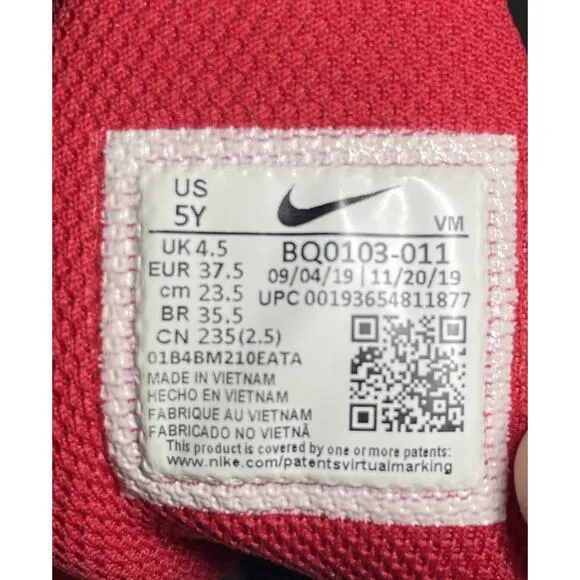 US
5Y
VM
UK 4.5
BQ0103-011
EUR 37.5
09/04/19 | 11/20/19
cm 23.5
UPC 00193654811877
BR 35.5
CN 235(2.5)
01B4BM210EATA
MADE IN VIETNAM
HECHO EN VIETNAM
FABRIQUE AU VIETNAM
FABRICADO NO VIETNÃ
This product is covered by one or more patents:
www.nike.com/patentsvirtualmarking